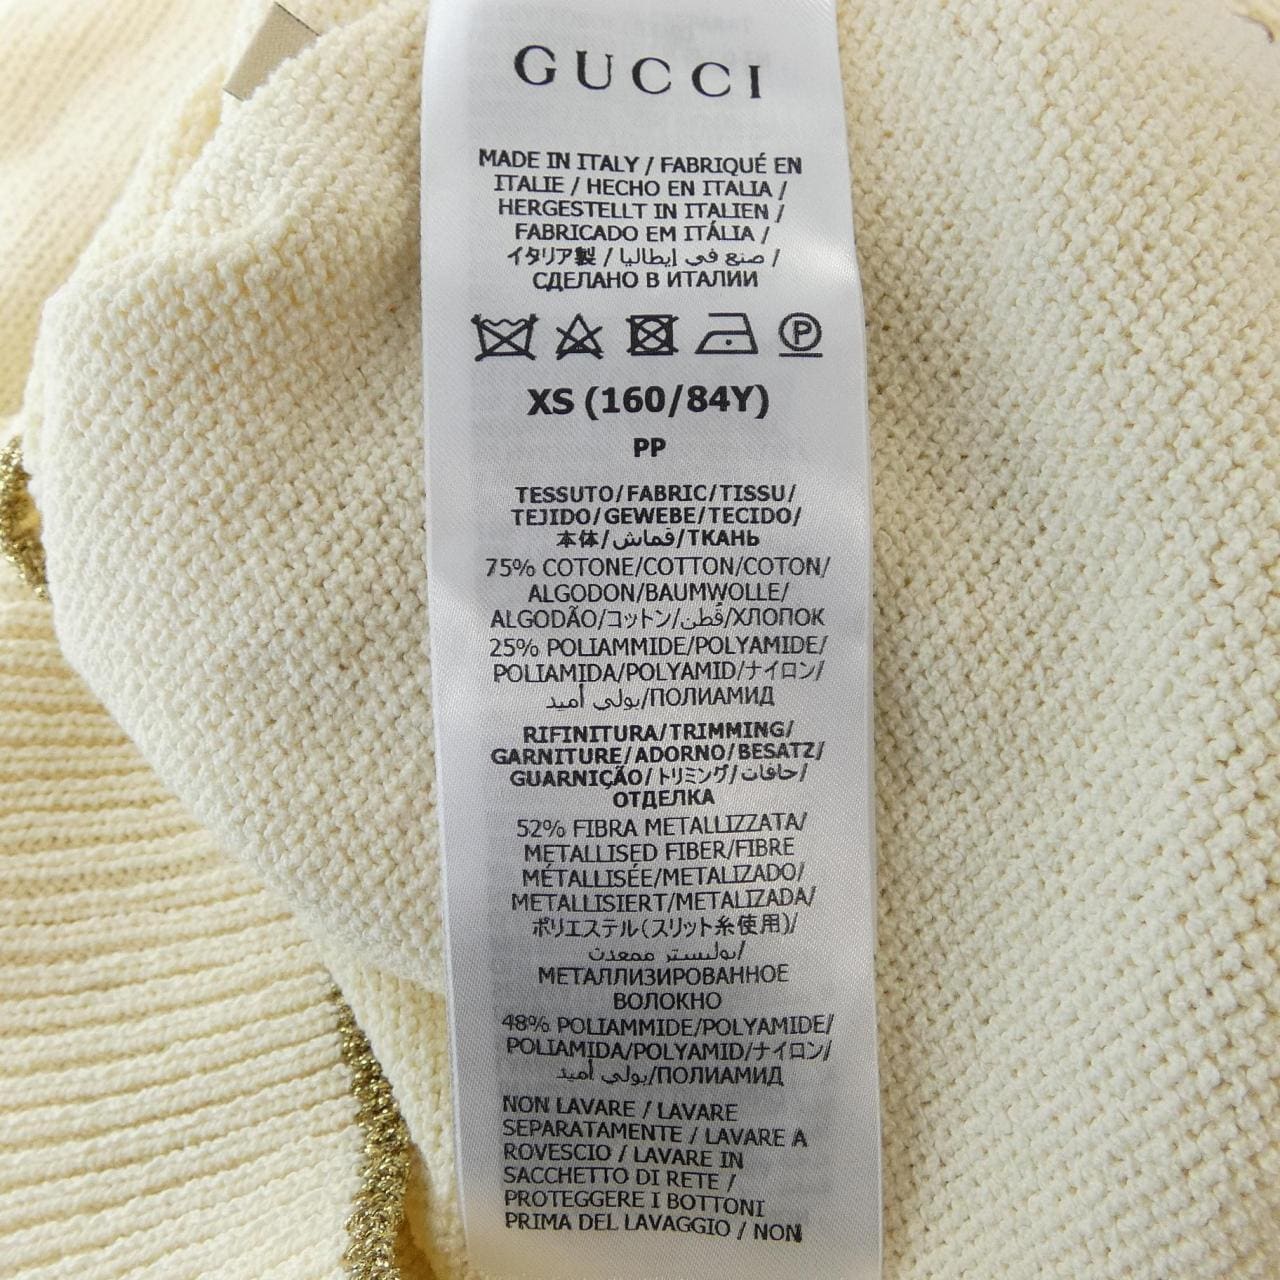 GUCCI
MADE IN ITALY / FABRIQUÉ EN
ITALIE / HECHO EN ITALIA /
HERGESTELLT IN ITALIEN /
FABRICADO EM ITÁLIA /
イタリア製 / صنع في إيطاليا /
СДЕЛАНО В ИТАЛИИ
P
XS (160/84Y)
PP
TESSUTO/FABRIC/TISSU/
TEJIDO/GEWEBE/TECIDO/
本体/قماش/ТКАНЬ
75% COTONE/COTTON/COTON/
ALGODON/BAUMWOLLE/
ALGODÃO/コットン/قُطن/ХЛОПОК
25% POLIAMMIDE/POLYAMIDE/
POLIAMIDA/POLYAMID/ナイロン/
بولي أميد/ПОЛИАМИД
RIFINITURA/TRIMMING/
GARNITURE/ADORNO/BESATZ/
GUARNIÇÃO/トリミング/حافات/
ОТДЕЛКА
52% FIBRA METALLIZZATA/
METALLISED FIBER/FIBRE
MÉTALLISÉE/METALIZADO/
METALLISIERT/METALIZADA/
ポリエステル(スリット糸使用)/
بوليستر ممعدن/
МЕТАЛЛИЗИРОВАННОЕ
ВОЛОКНО
48% POLIAMMIDE/POLYAMIDE/
POLIAMIDA/POLYAMID/ナイロン/
بولي أميد/ПОЛИАМИД
NON LAVARE / LAVARE
SEPARATAMENTE / LAVARE A
ROVESCIO / LAVARE IN
SACCHETTO DI RETE /
PROTEGGERE I BOTTONI
PRIMA DEL LAVAGGIO / NON